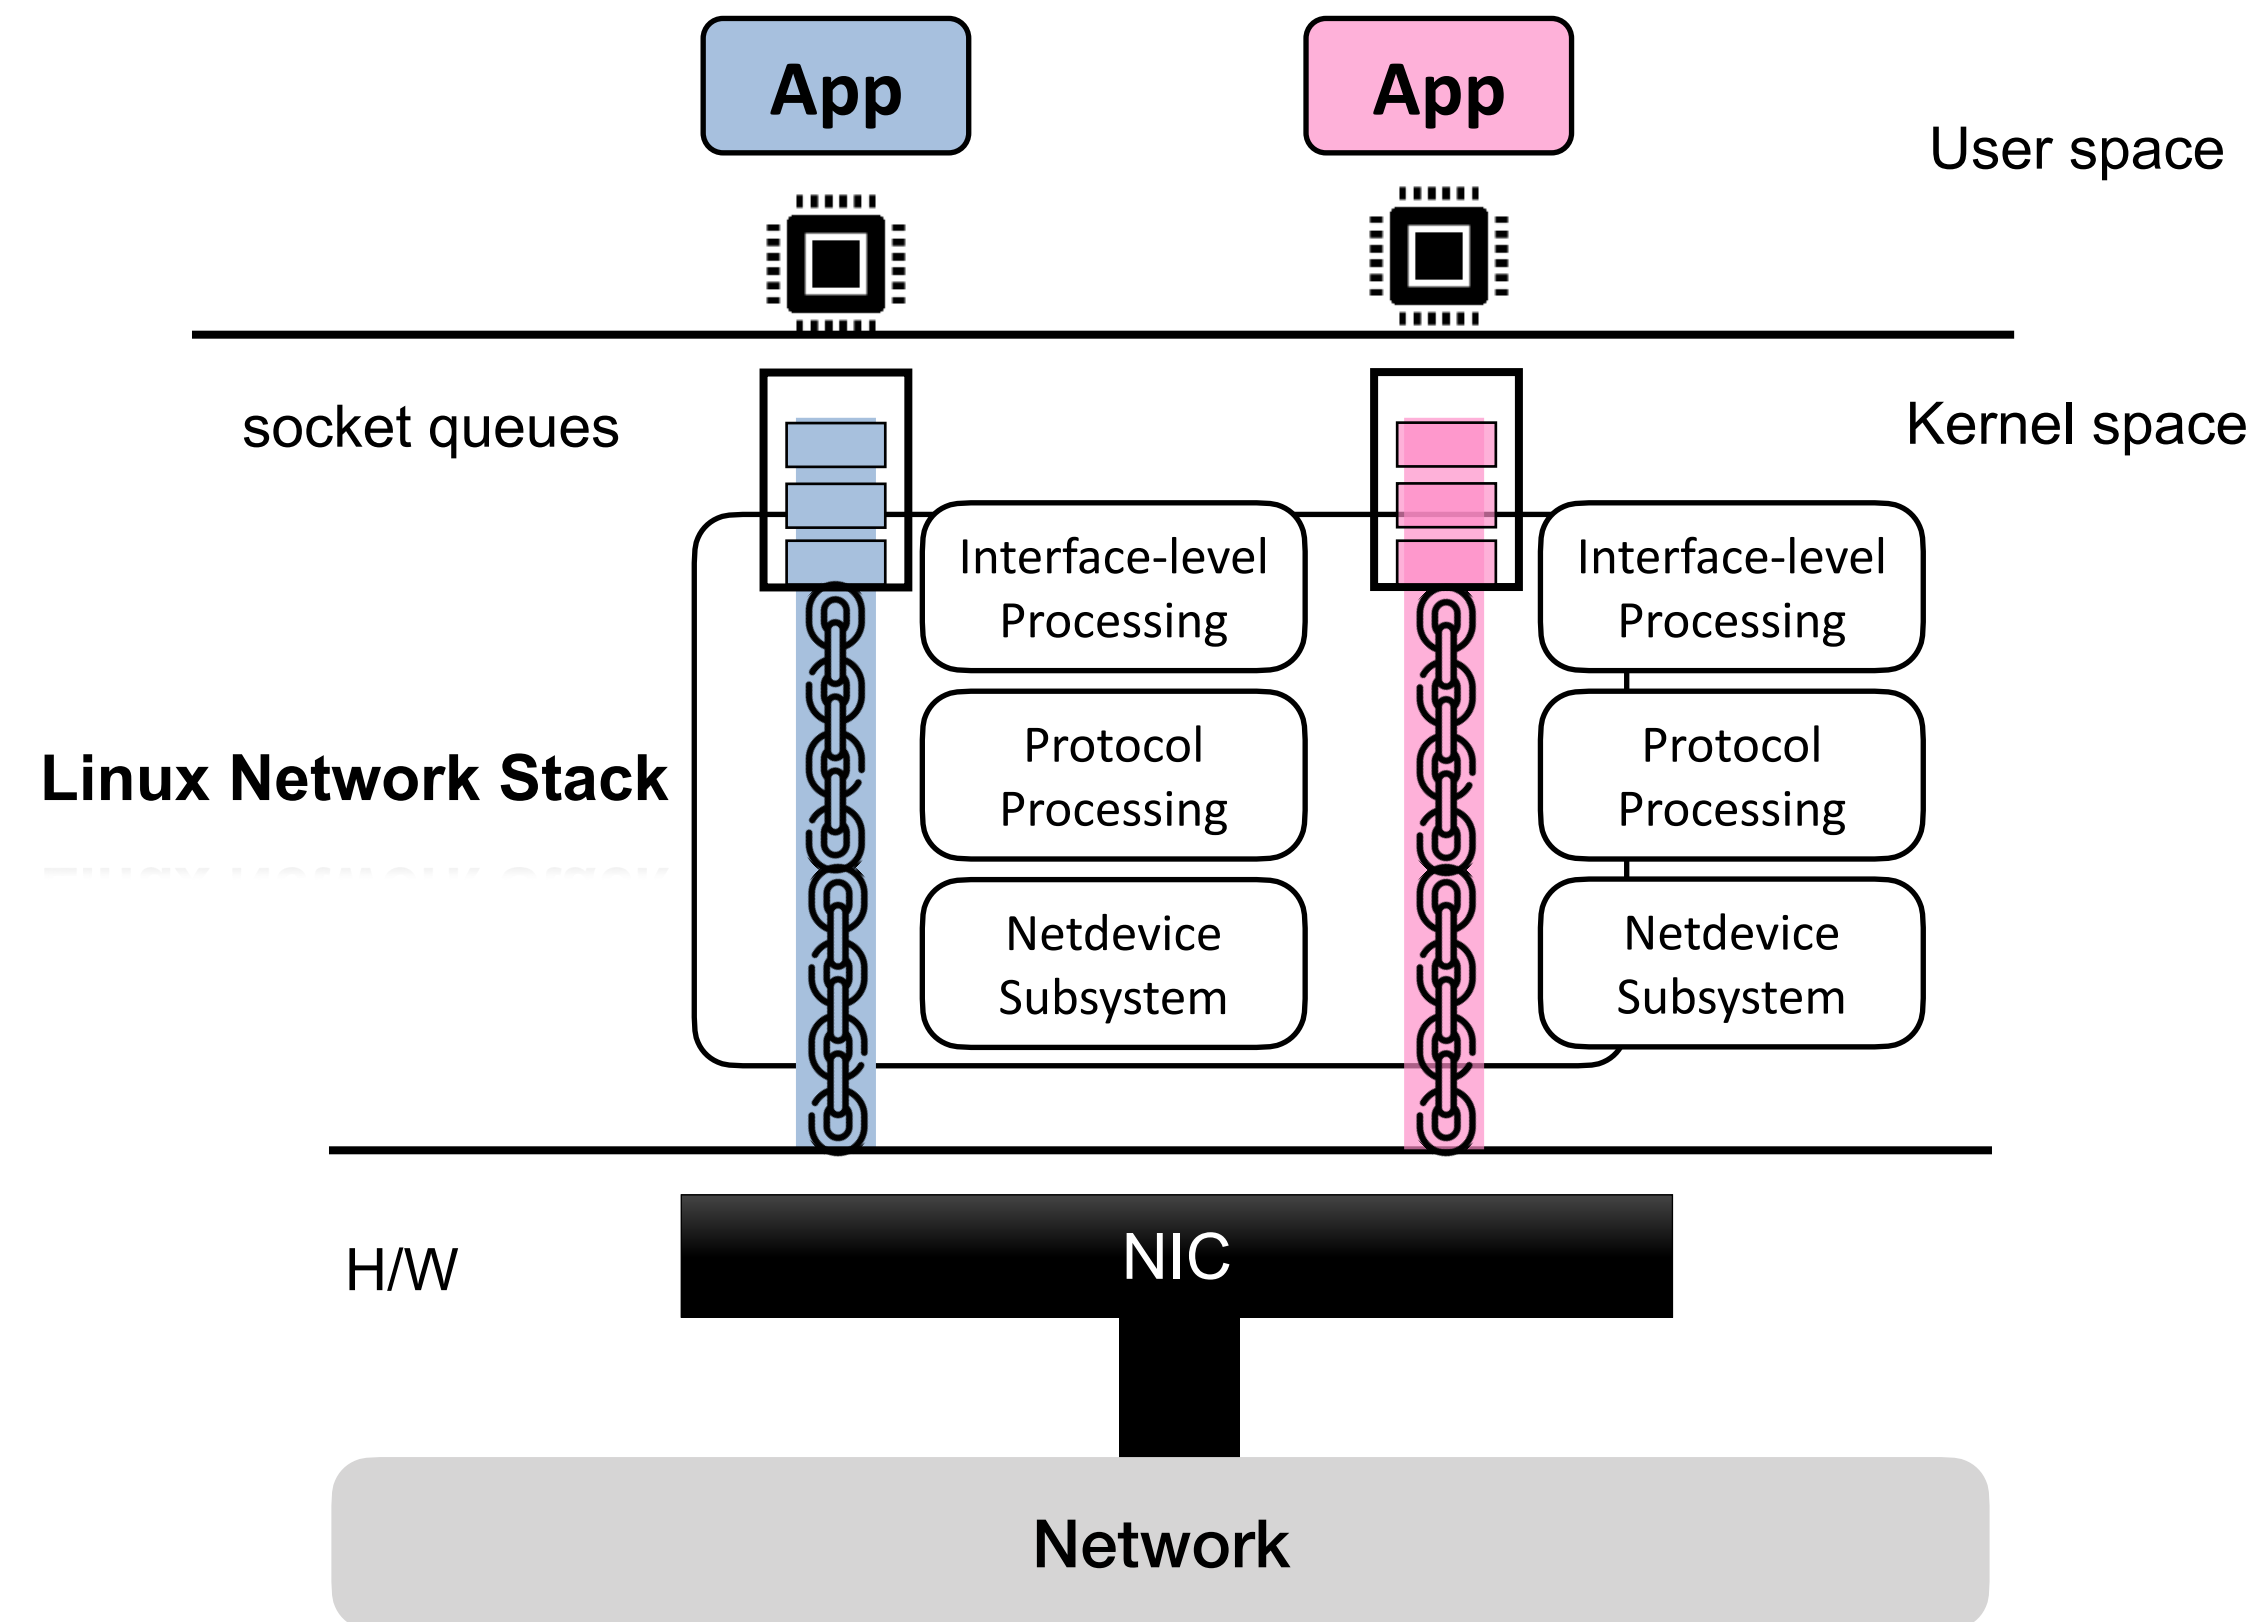 App
App
User space
socket queues
Kernel space
Interface-level
Processing
Interface-level
Processing
Linux Network Stack
Protocol
Processing
Protocol
Processing
Netdevice
Subsystem
Netdevice
Subsystem
NIC
H/W
Network